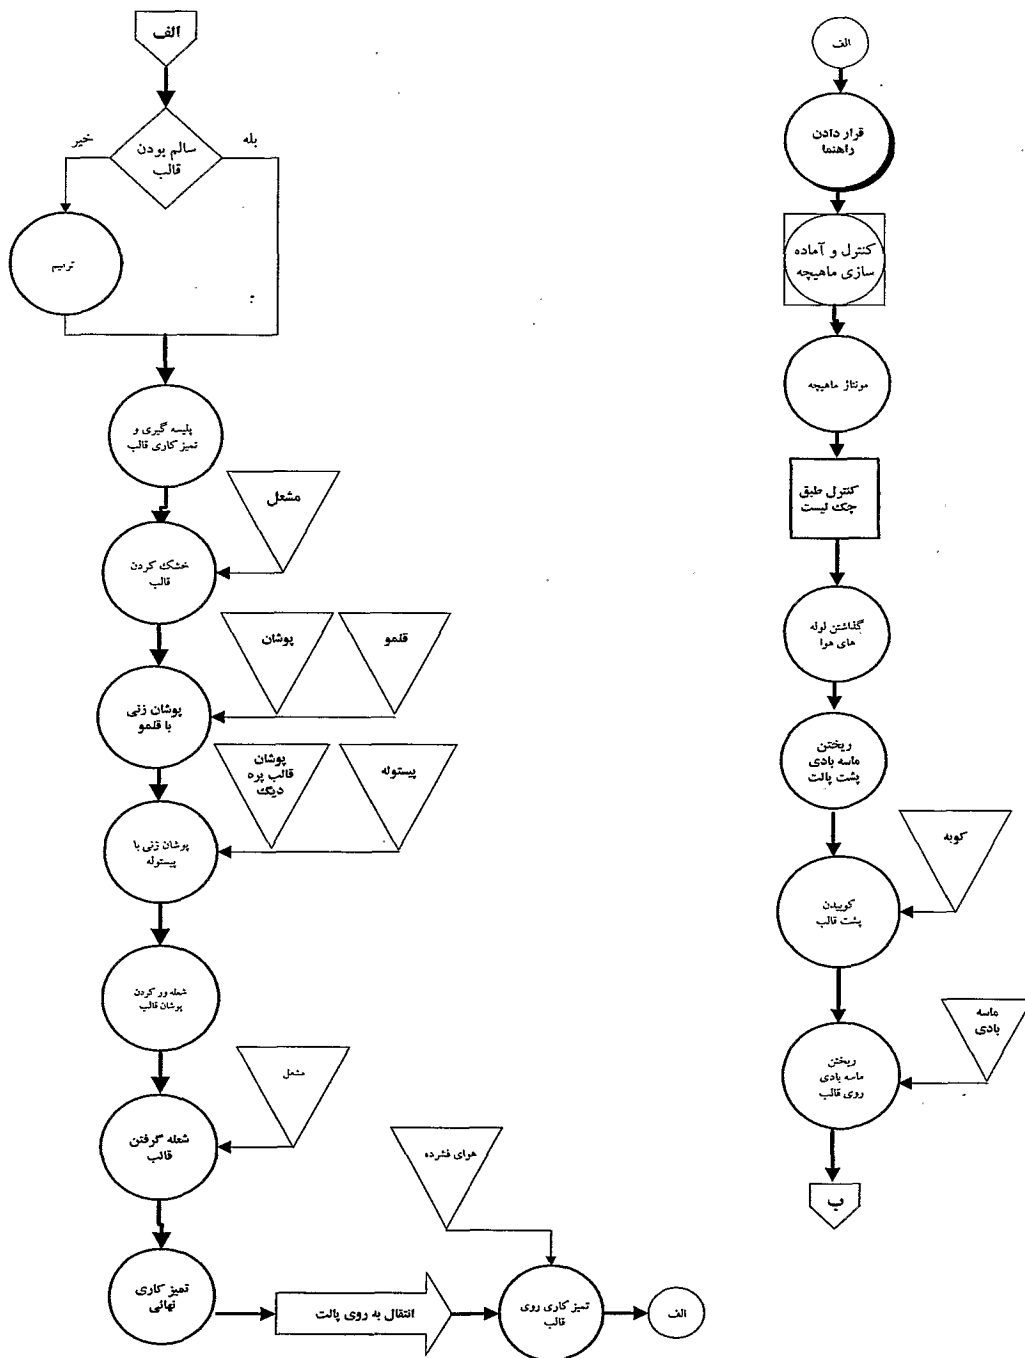 الف
سالم بودن
قالب
خیر
بله
ترمیم
پلیسه گیری و
تمیز کاری قالب
مشعل
خشک کردن
قالب
پوشان
قلمو
پوشان زنی
با قلمو
پوشان
قالب پره
دیگ
پیستوله
پوشان زنی با
پیستوله
شعله ور کردن
پوشان قالب
مشعل
شعله گرفتن
قالب
تمیز کاری
نهائی
انتقال به روی پالت
هوای فشرده
تمیز کاری روی
قالب
الف
الف
قرار دادن
راهنما
کنترل و آماده
سازی ماهیچه
مونتاژ ماهیچه
کنترل طبق
چک لیست
گذاشتن لوله
های هوا
ریختن
ماسه بادی
پشت پالت
کوبه
کوبیدن
پشت قالب
ماسه
بادی
ریختن
ماسه بادی
روی قالب
ب